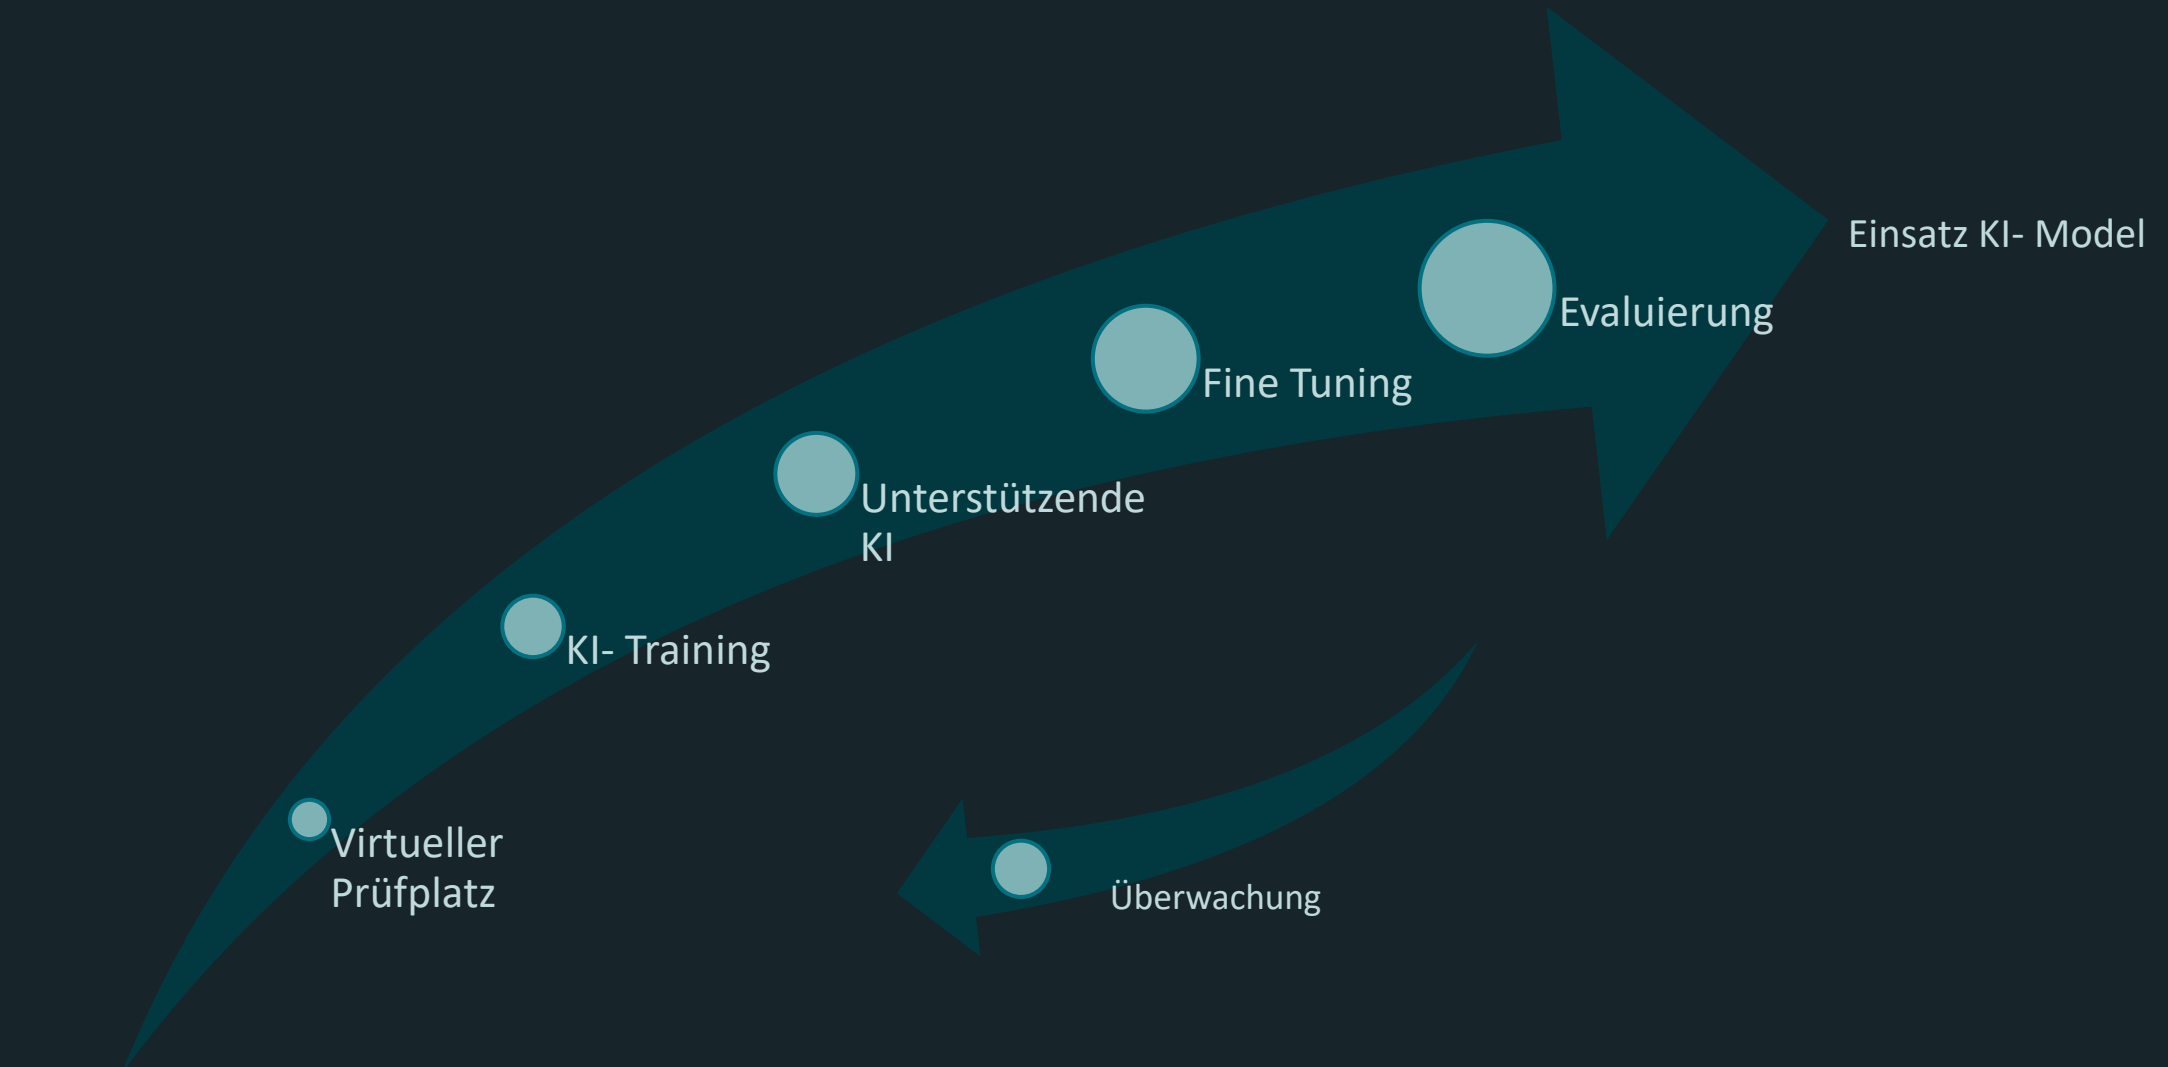 Einsatz KI- Model
Evaluierung
Fine Tuning
Unterstützende
KI
KI- Training
Virtueller
Prüfplatz
Überwachung